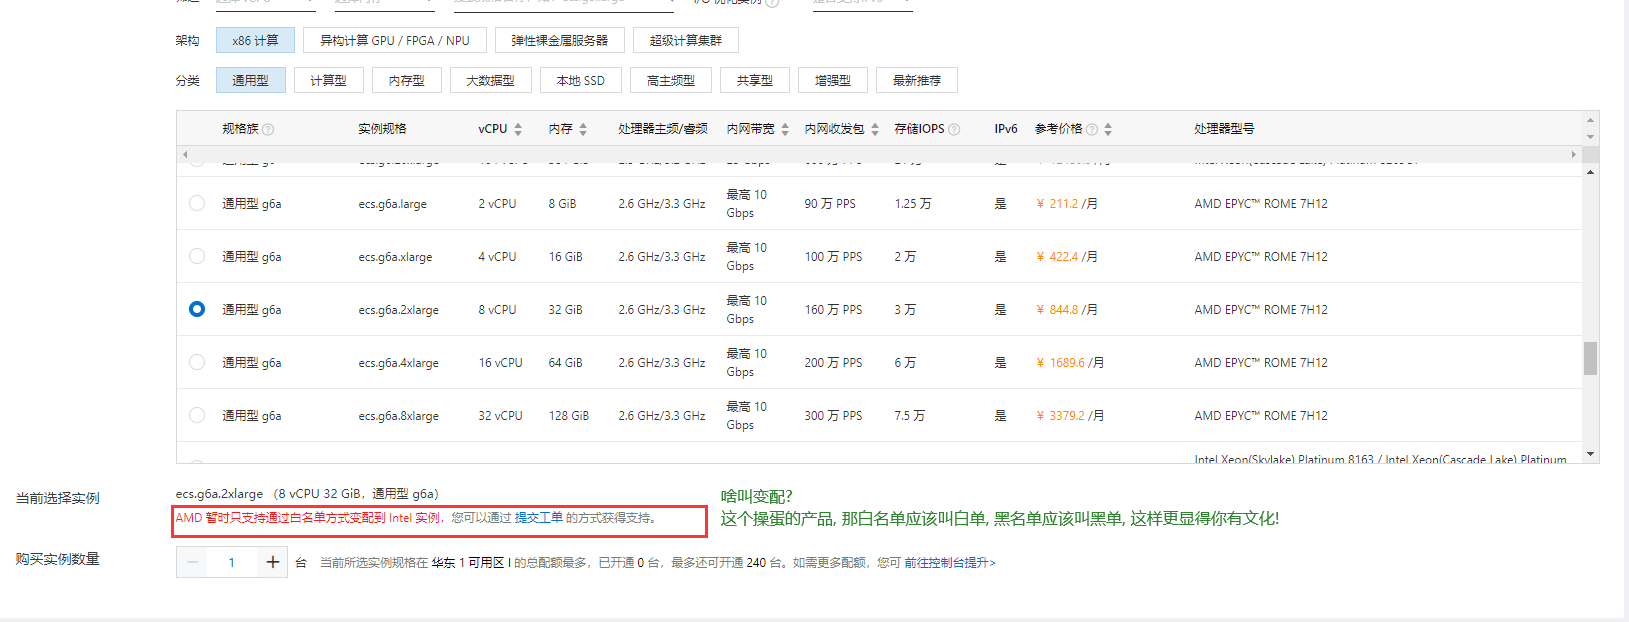 架构 x86 计算 异构计算 GPU / FPGA / NPU 弹性裸金属服务器 超级计算集群
分类 通用型 计算型 内存型 大数据型 本地 SSD 高主频型 共享型 增强型 最新推荐
规格族 实例规格 vCPU 内存 处理器主频/睿频 内网带宽 内网收发包 存储IOPS IPv6 参考价格 处理器型号
通用型 g6a ecs.g6a.large 2 vCPU 8 GiB 2.6 GHz/3.3 GHz 最高 10 Gbps 90 万 PPS 1.25 万 是 ¥ 211.2 /月 AMD EPYC™ ROME 7H12
通用型 g6a ecs.g6a.xlarge 4 vCPU 16 GiB 2.6 GHz/3.3 GHz 最高 10 Gbps 100 万 PPS 2 万 是 ¥ 422.4 /月 AMD EPYC™ ROME 7H12
通用型 g6a ecs.g6a.2xlarge 8 vCPU 32 GiB 2.6 GHz/3.3 GHz 最高 10 Gbps 160 万 PPS 3 万 是 ¥ 844.8 /月 AMD EPYC™ ROME 7H12
通用型 g6a ecs.g6a.4xlarge 16 vCPU 64 GiB 2.6 GHz/3.3 GHz 最高 10 Gbps 200 万 PPS 6 万 是 ¥ 1689.6 /月 AMD EPYC™ ROME 7H12
通用型 g6a ecs.g6a.8xlarge 32 vCPU 128 GiB 2.6 GHz/3.3 GHz 最高 10 Gbps 300 万 PPS 7.5 万 是 ¥ 3379.2 /月 AMD EPYC™ ROME 7H12
Intel Xeon(Skylake) Platinum 8163 / Intel Xeon(Cascade Lake) Platinum
当前选择实例 ecs.g6a.2xlarge （8 vCPU 32 GiB，通用型 g6a）
AMD 暂时只支持通过白名单方式变配到 Intel 实例，您可以通过 提交工单 的方式获得支持。
啥叫变配?
这个操蛋的产品, 那白名单应该叫白单, 黑名单应该叫黑单, 这样更显得你有文化!
购买实例数量 1 台 当前所选实例规格在 华东 1 可用区 I 的总配额最多，已开通 0 台，最多还可开通 240 台。如需更多配额，您可 前往控制台提升>